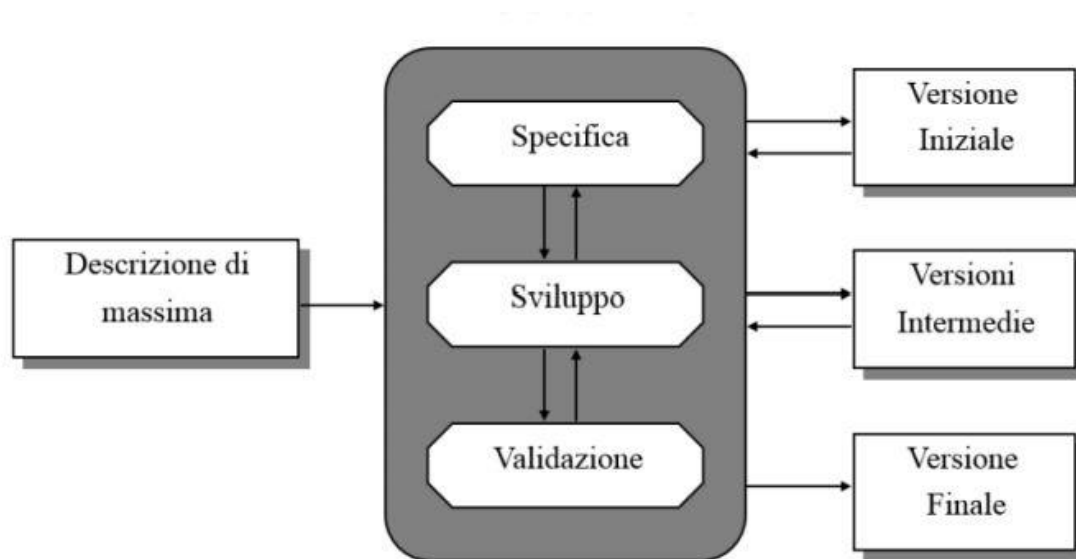 Descrizione di
massima
Specifica
Sviluppo
Validazione
Versione
Iniziale
Versioni
Intermedie
Versione
Finale